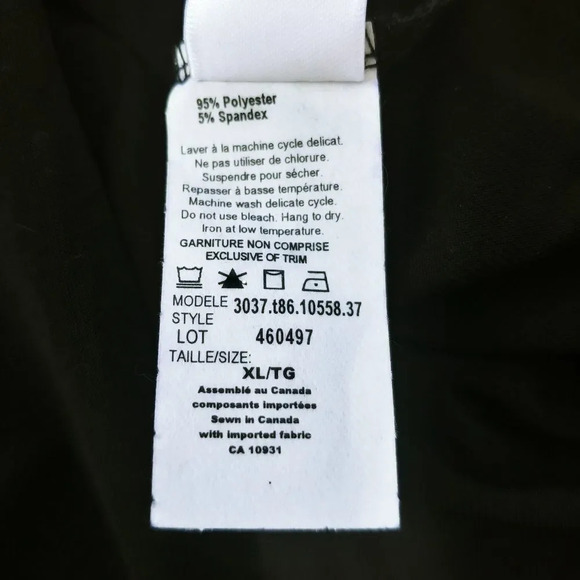 95% Polyester
5% Spandex
Laver à la machine cycle delicat.
Ne pas utiliser de chlorure.
Suspendre pour sécher.
Repasser à basse température.
Machine wash delicate cycle.
Do not use bleach. Hang to dry.
Iron at low temperature.
GARNITURE NON COMPRISE
EXCLUSIVE OF TRIM
MODELE 3037.t86.10558.37
STYLE
LOT 460497
TAILLE/SIZE:
XL/TG
Assemblé au Canada
composants importées
Sewn in Canada
with imported fabric
CA 10931